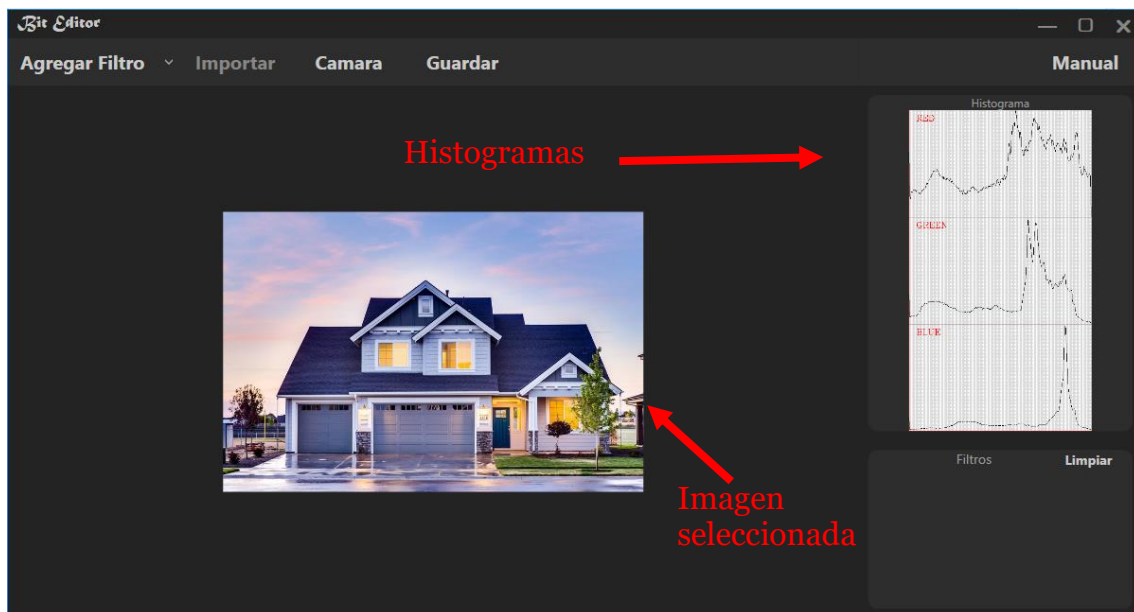 Bit Editor
Agregar Filtro Importar Camara Guardar Manual
Histograma
RED
Histogramas
GREEN
BLUE
Filtros Limpiar
Imagen
seleccionada